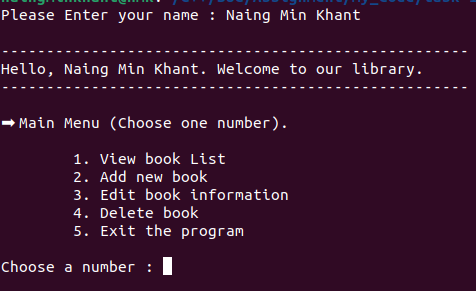 Please Enter your name : Naing Min Khant
----------------------------------------------------
Hello, Naing Min Khant. Welcome to our library.
----------------------------------------------------
➡ Main Menu (Choose one number).
1. View book List
2. Add new book
3. Edit book information
4. Delete book
5. Exit the program
Choose a number :